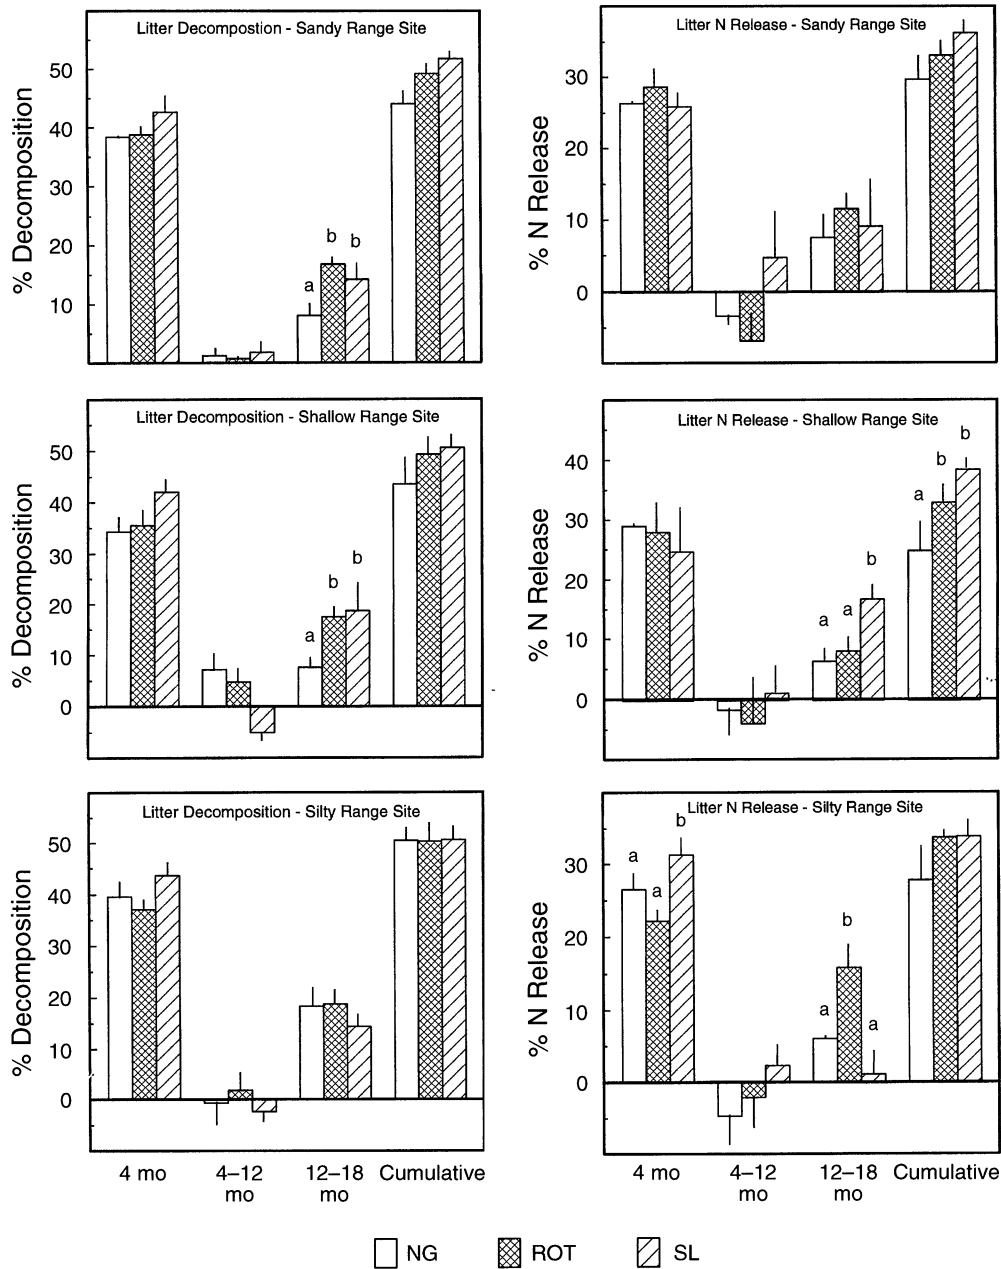 Litter Decompostion - Sandy Range Site
% Decomposition
50
40
30
20
10
a
b
b
Litter N Release - Sandy Range Site
% N Release
30
20
10
0
Litter Decomposition - Shallow Range Site
% Decomposition
50
40
30
20
10
0
a
b
b
Litter N Release - Shallow Range Site
% N Release
40
30
20
10
0
a
a
b
a
b
b
Litter Decomposition - Silty Range Site
% Decomposition
50
40
30
20
10
0
4 mo
4–12
mo
12–18
mo
Cumulative
Litter N Release - Silty Range Site
% N Release
30
20
10
0
a
a
b
a
b
a
4 mo
4–12
mo
12–18
mo
Cumulative
NG
ROT
SL